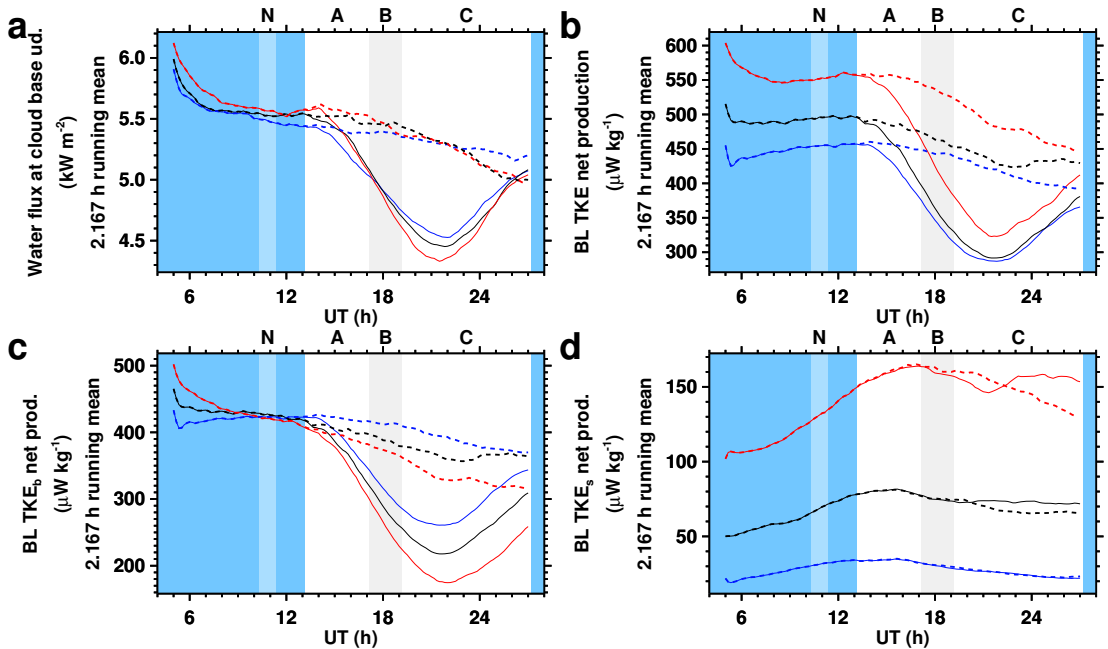 a
N A B C
Water flux at cloud base ud.
(kW m-2)
2.167 h running mean
6.0
5.5
5.0
4.5
6 12 18 24
UT (h)
b
N A B C
BL TKE net production
(µW kg-1)
2.167 h running mean
600
550
500
450
400
350
300
6 12 18 24
UT (h)
c
N A B C
BL TKEb net prod.
(µW kg-1)
2.167 h running mean
500
400
300
200
6 12 18 24
UT (h)
d
N A B C
BL TKEs net prod.
(µW kg-1)
2.167 h running mean
150
100
50
6 12 18 24
UT (h)